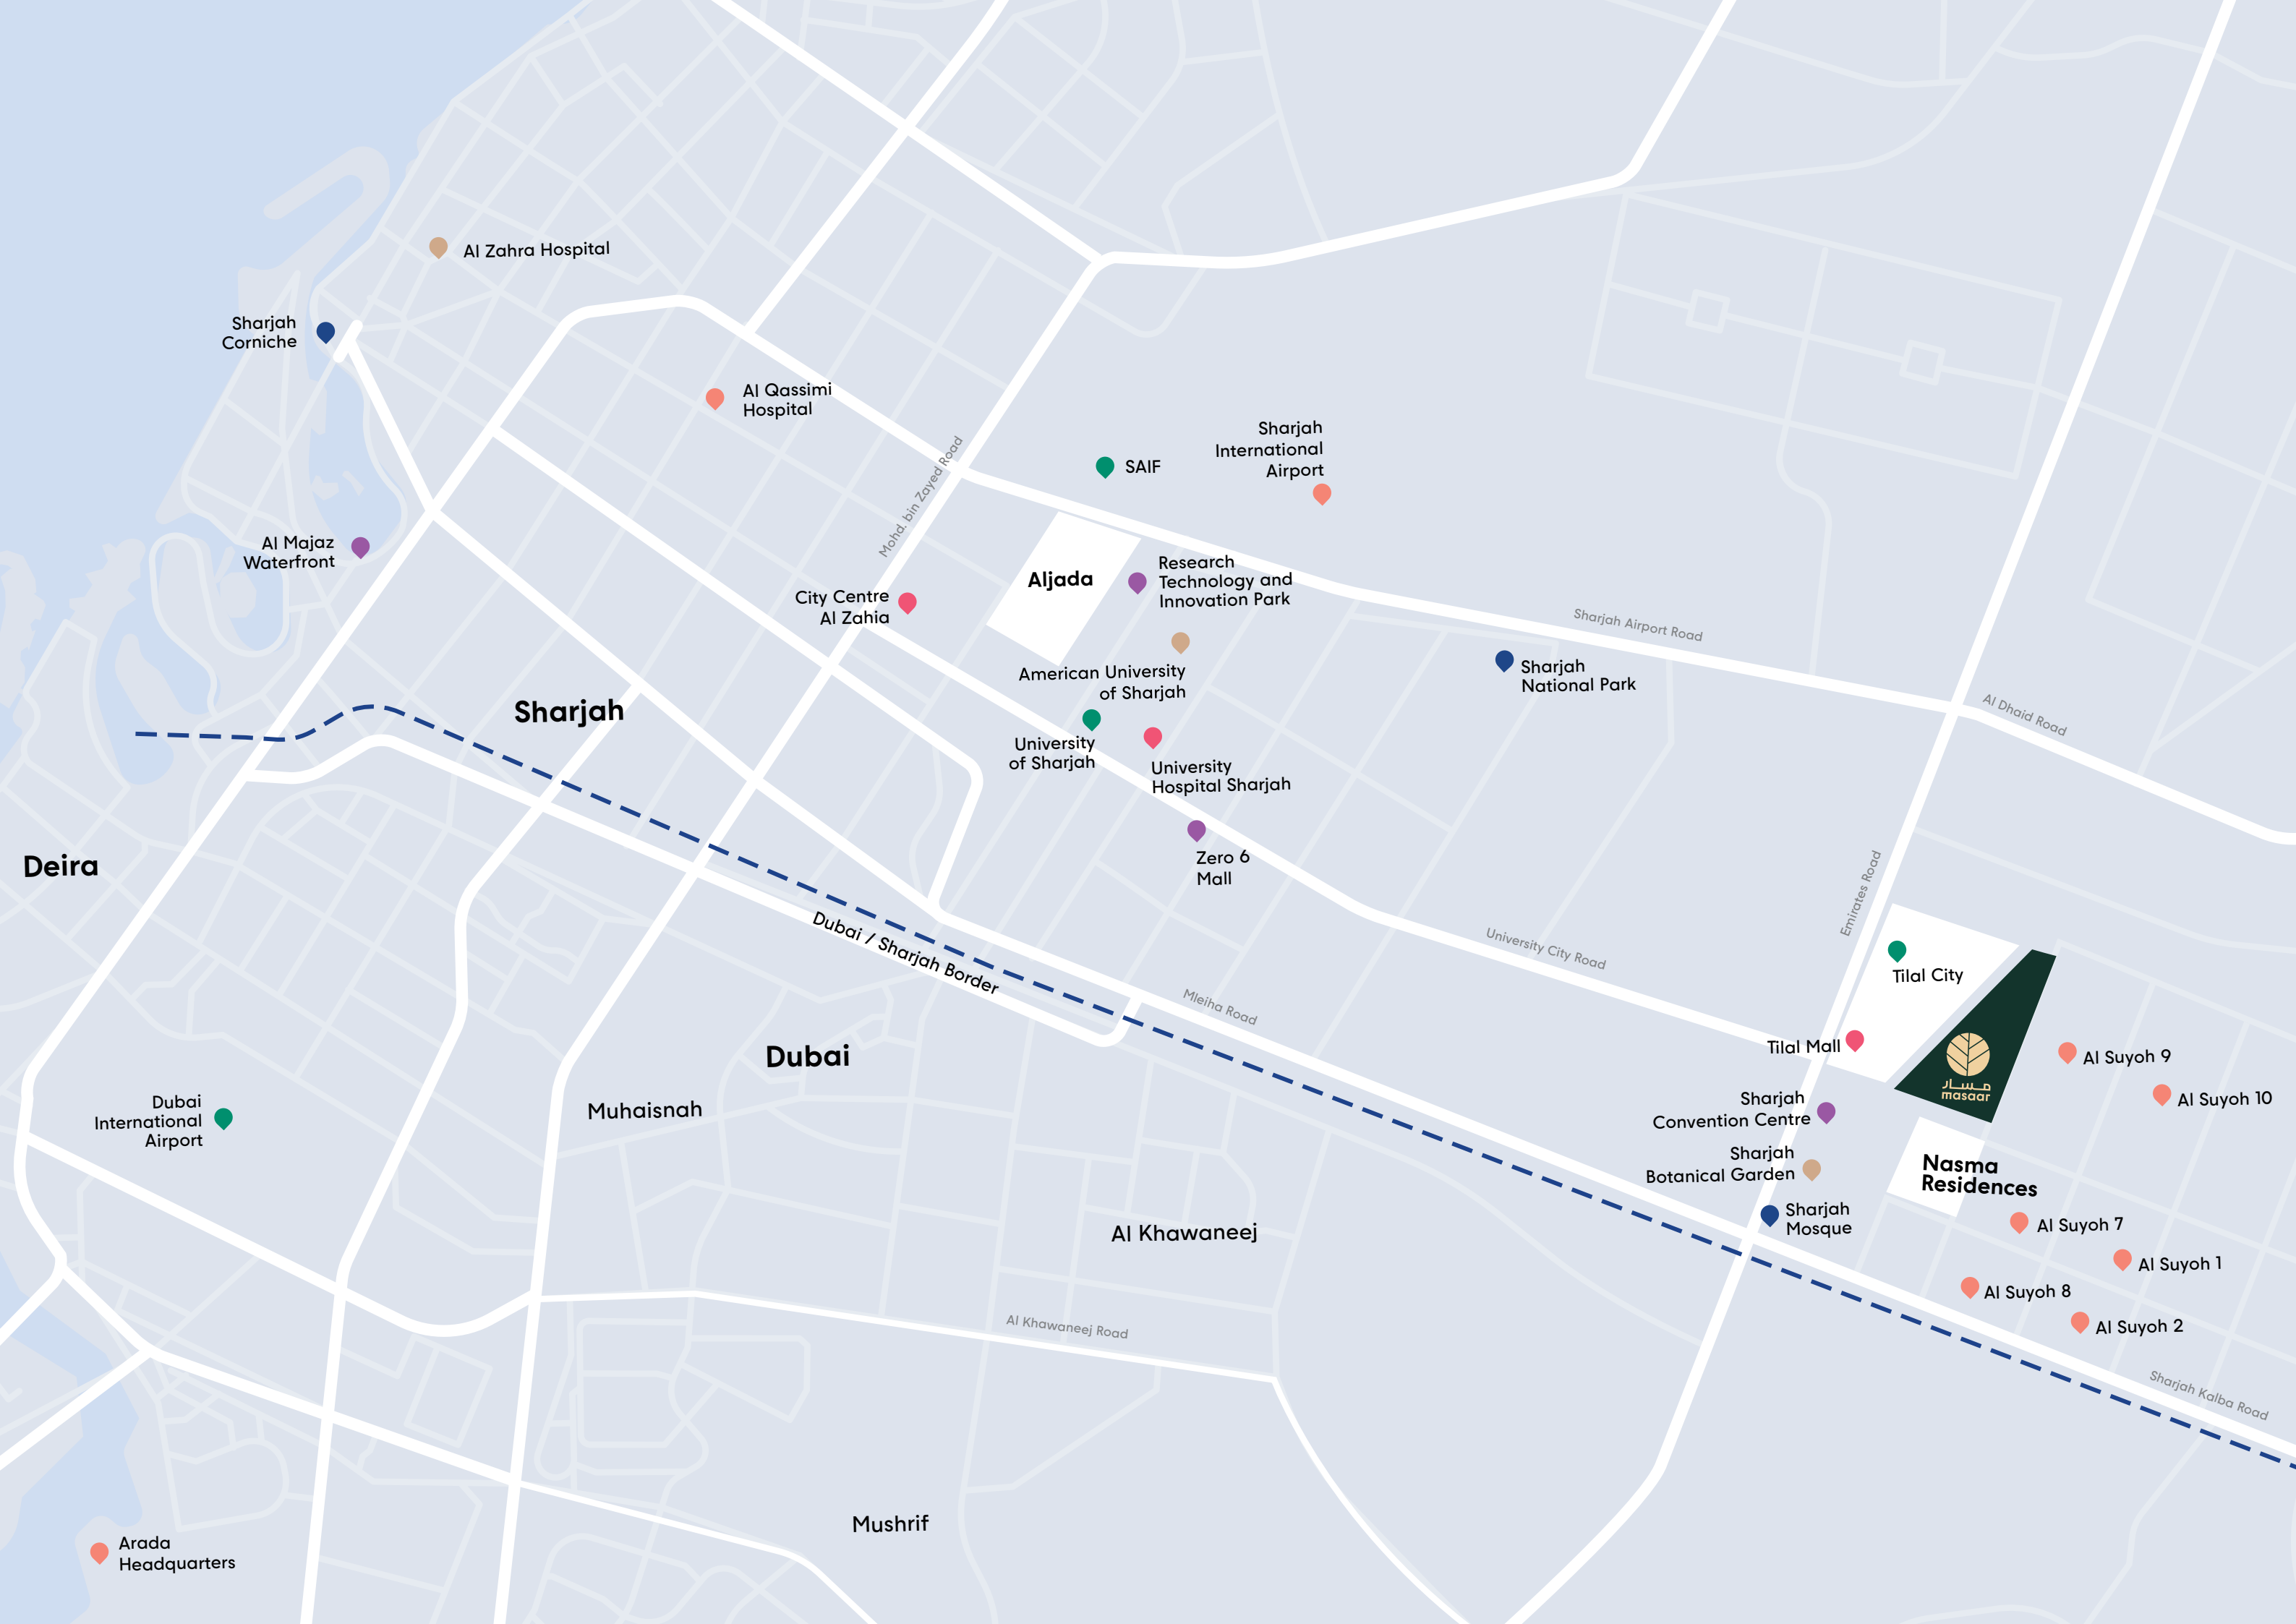 Al Zahra Hospital
Sharjah
Corniche
Al Qassimi
Hospital
Sharjah
International
Airport
SAIF
Mohd. bin Zayed Road
Al Majaz
Waterfront
Aljada
Research
Technology and
Innovation Park
City Centre
Al Zahia
Sharjah Airport Road
American University
of Sharjah
Sharjah
National Park
Al Dhaid Road
Sharjah
University
of Sharjah
University
Hospital Sharjah
Deira
Zero 6
Mall
Emirates Road
Dubai / Sharjah Border
University City Road
Tilal City
Mleiha Road
Tilal Mall
مسار
masaar
Al Suyoh 9
Al Suyoh 10
Dubai
Muhaisnah
Dubai
International
Airport
Sharjah
Convention Centre
Sharjah
Botanical Garden
Nasma
Residences
Sharjah
Mosque
Al Suyoh 7
Al Khawaneej
Al Suyoh 1
Al Suyoh 8
Al Suyoh 2
Al Khawaneej Road
Sharjah Kalba Road
Mushrif
Arada
Headquarters